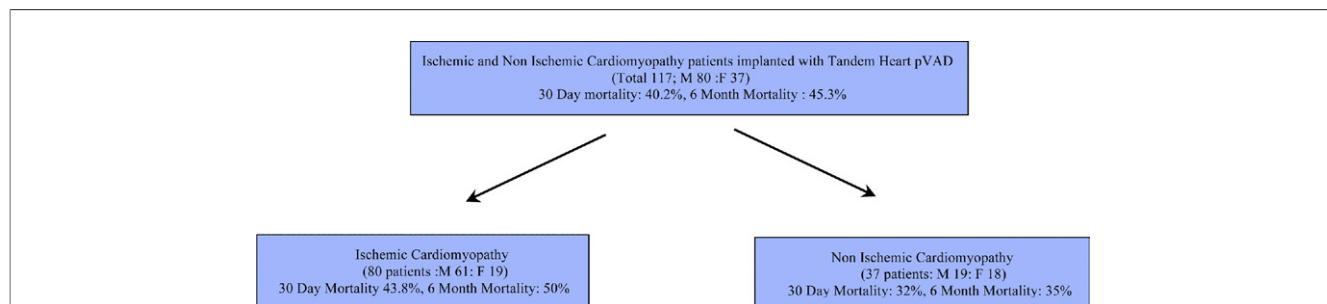 Ischemic and Non Ischemic Cardiomyopathy patients implanted with Tandem Heart pVAD
(Total 117; M 80 :F 37)
30 Day mortality: 40.2%, 6 Month Mortality : 45.3%
Ischemic Cardiomyopathy
(80 patients :M 61: F 19)
30 Day Mortality 43.8%, 6 Month Mortality: 50%
Non Ischemic Cardiomyopathy
(37 patients: M 19: F 18)
30 Day Mortality: 32%, 6 Month Mortality: 35%